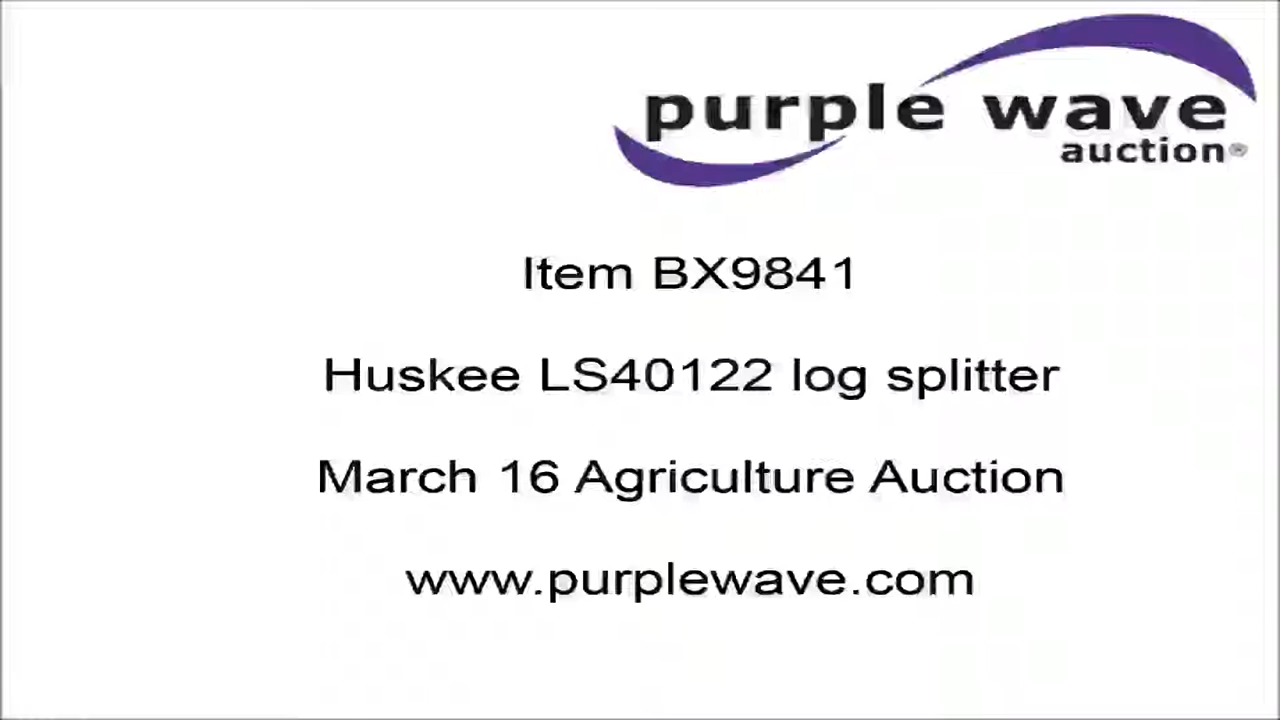 purple wave
auction®
Item BX9841
Huskee LS40122 log splitter
March 16 Agriculture Auction
www.purplewave.com